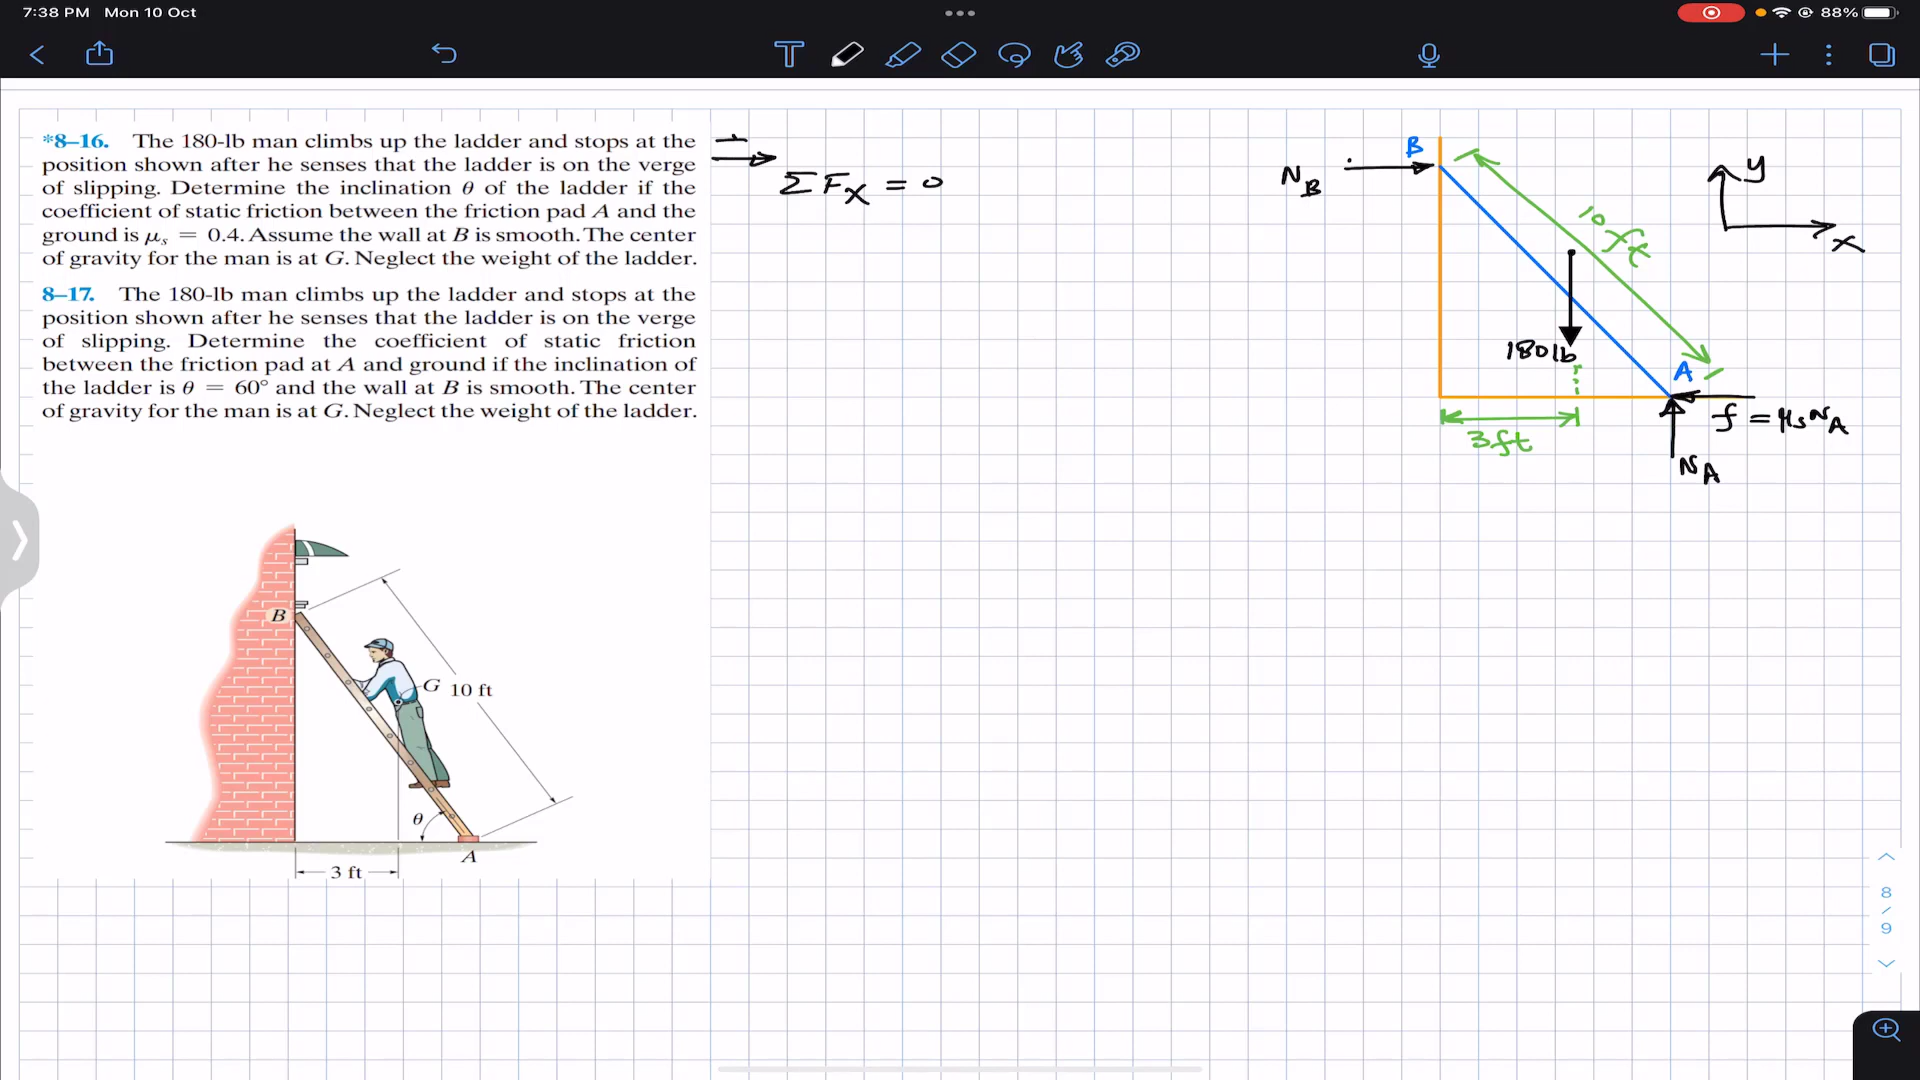 7:38 PM Mon 10 Oct
88%
*8–16. The 180-lb man climbs up the ladder and stops at the
position shown after he senses that the ladder is on the verge
of slipping. Determine the inclination θ of the ladder if the
coefficient of static friction between the friction pad A and the
ground is μs = 0.4. Assume the wall at B is smooth. The center
of gravity for the man is at G. Neglect the weight of the ladder.
8–17. The 180-lb man climbs up the ladder and stops at the
position shown after he senses that the ladder is on the verge
of slipping. Determine the coefficient of static friction
between the friction pad at A and ground if the inclination of
the ladder is θ = 60° and the wall at B is smooth. The center
of gravity for the man is at G. Neglect the weight of the ladder.
B
G 10 ft
θ
A
3 ft
ΣFx = 0
B
NB
10ft
y
x
180lb
A
f = μsNA
3ft
NA
8
9